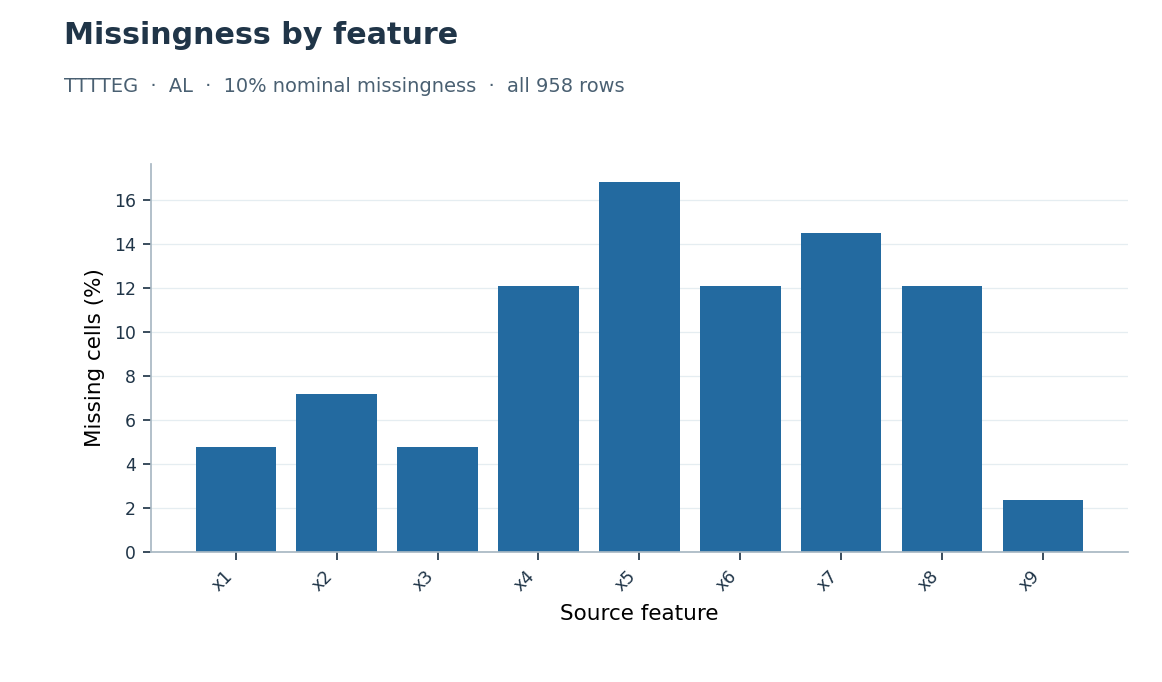 Missingness by feature
TTTTEG · AL · 10% nominal missingness · all 958 rows
Missing cells (%)
16
14
12
10
8
6
4
2
0
x1 x2 x3 x4 x5 x6 x7 x8 x9
Source feature